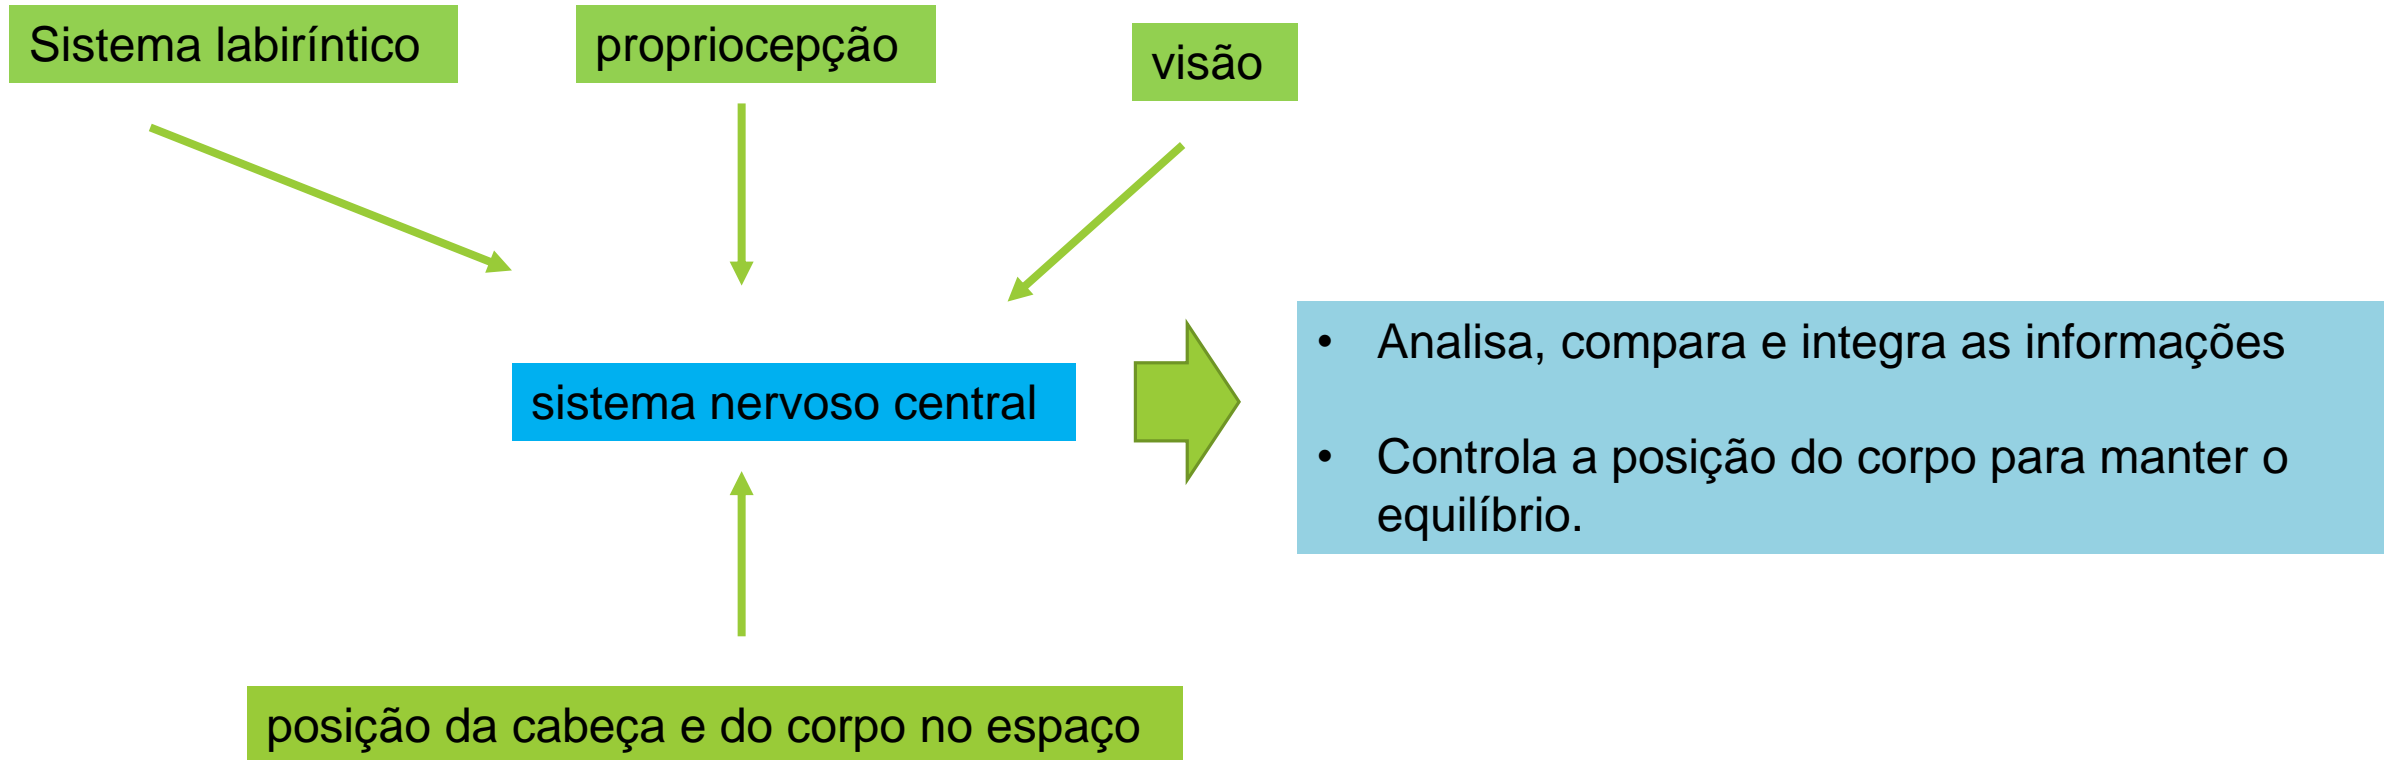 Sistema labiríntico
propriocepção
visão
• Analisa, compara e integra as informações
sistema nervoso central
• Controla a posição do corpo para manter o
equilíbrio.
posição da cabeça e do corpo no espaço